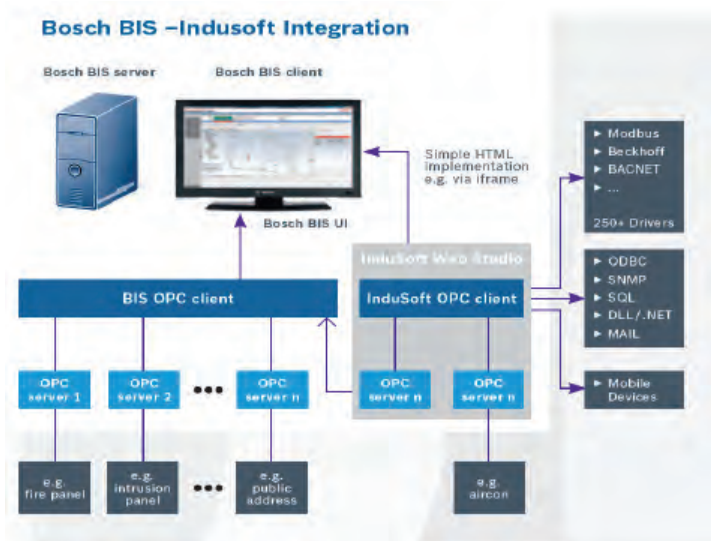 Bosch BIS –Indusoft Integration
Bosch BIS server
Bosch BIS client
Simple HTML
implementation
e.g. via iframe
► Modbus
► Beckhoff
► BACNET
► ...
250+ Drivers
Bosch BIS UI
InduSoft Web Studio
BIS OPC client
InduSoft OPC client
► ODBC
► SNMP
► SQL
► DLL/.NET
► MAIL
OPC
server 1
OPC
server 2
•••
OPC
server n
OPC
server n
OPC
server n
► Mobile
Devices
e.g.
fire panel
e.g.
intrusion
panel
•••
e.g.
public
address
e.g.
aircon